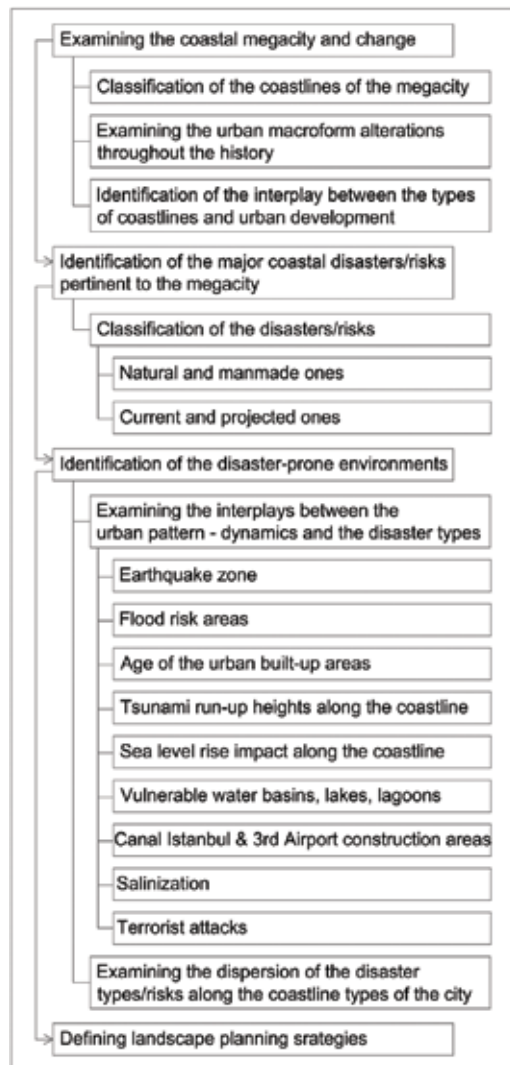 Examining the coastal megacity and change
Classification of the coastlines of the megacity
Examining the urban macroform alterations
throughout the history
Identification of the interplay between the types
of coastlines and urban development
Identification of the major coastal disasters/risks
pertinent to the megacity
Classification of the disasters/risks
Natural and manmade ones
Current and projected ones
Identification of the disaster-prone environments
Examining the interplays between the
urban pattern - dynamics and the disaster types
Earthquake zone
Flood risk areas
Age of the urban built-up areas
Tsunami run-up heights along the coastline
Sea level rise impact along the coastline
Vulnerable water basins, lakes, lagoons
Canal Istanbul & 3rd Airport construction areas
Salinization
Terrorist attacks
Examining the dispersion of the disaster
types/risks along the coastline types of the city
Defining landscape planning srategies